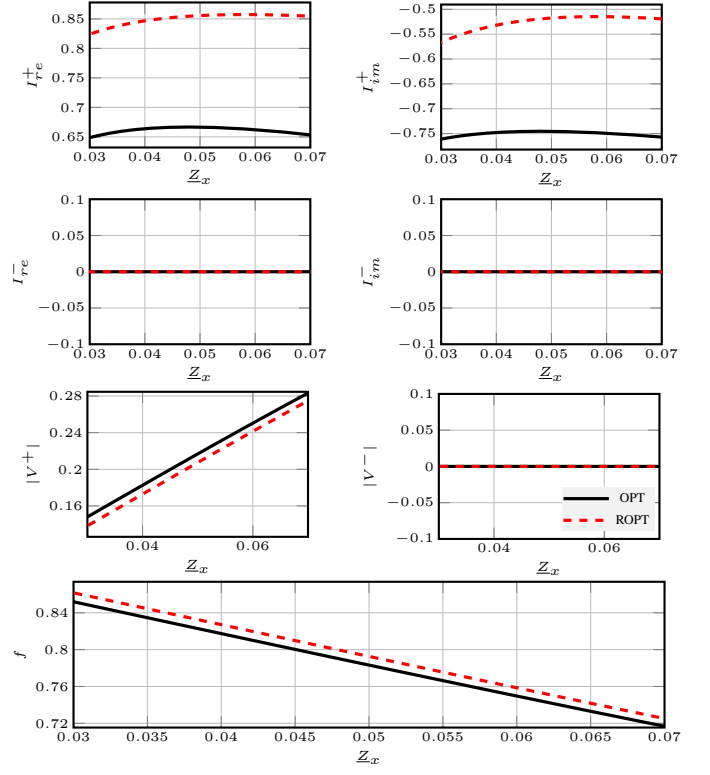 0.85
0.8
0.75
0.7
0.65
I⁺re
0.03 0.04 0.05 0.06 0.07
Z̲x
−0.5
−0.55
−0.6
−0.65
−0.7
−0.75
I⁺im
0.03 0.04 0.05 0.06 0.07
Z̲x
0.1
0.05
0
−0.05
−0.1
I⁻re
0.03 0.04 0.05 0.06 0.07
Z̲x
0.1
0.05
0
−0.05
−0.1
I⁻im
0.03 0.04 0.05 0.06 0.07
Z̲x
0.28
0.24
0.2
0.16
|V⁺|
0.04 0.06
Z̲x
0.1
0.05
0
−0.05
−0.1
|V⁻|
OPT
ROPT
0.04 0.06
Z̲x
0.84
0.8
0.76
0.72
f
0.03 0.035 0.04 0.045 0.05 0.055 0.06 0.065 0.07
Z̲x